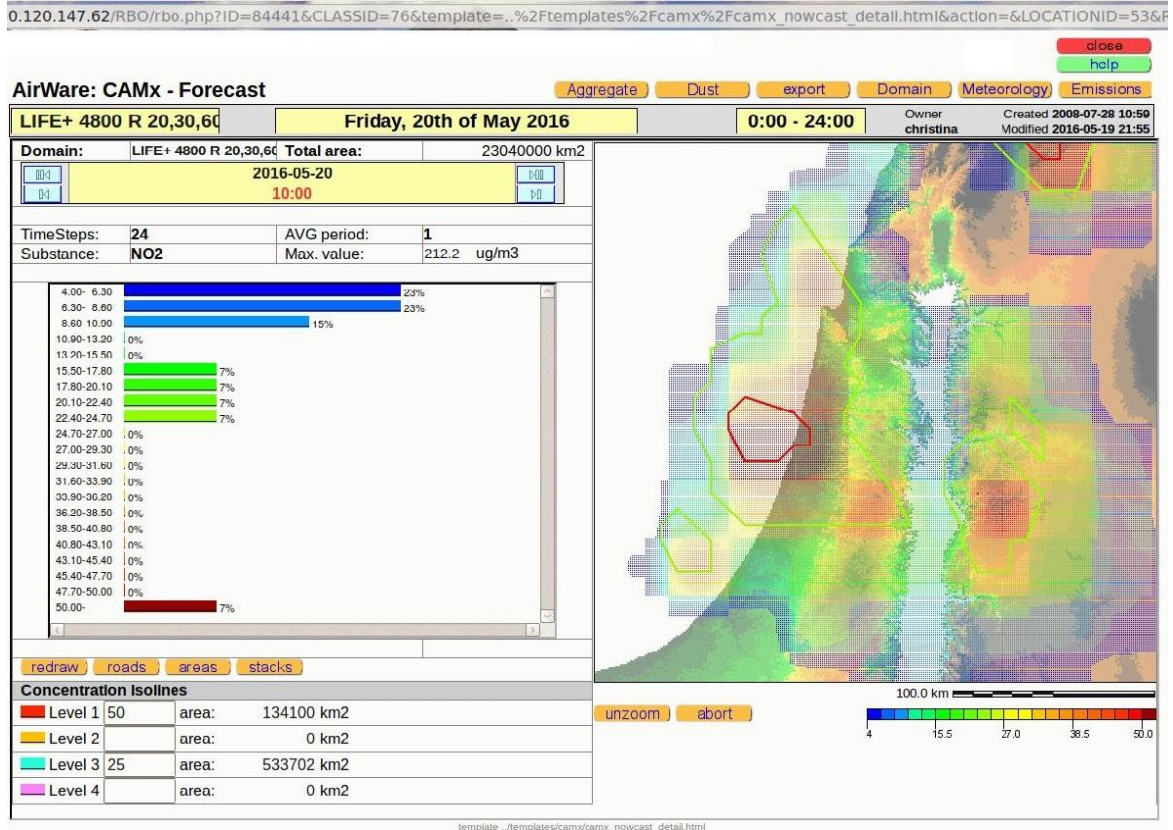 0.120.147.62/RBO/rbo.php?ID=84441&CLASSID=76&template=..%2Ftemplates%2Fcamx%2Fcamx_nowcast_detail.html&action=&LOCATIONID=53&F
close
help
AirWare: CAMx - Forecast
Aggregate Dust export Domain Meteorology Emissions
LIFE+ 4800 R 20,30,60 Friday, 20th of May 2016 0:00 - 24:00 Owner christina Created 2008-07-28 10:59 Modified 2016-05-19 21:55
Domain: LIFE+ 4800 R 20,30,60 Total area: 23040000 km2
2016-05-20
10:00
TimeSteps: 24 AVG period: 1
Substance: NO2 Max. value: 212.2 ug/m3
4.00- 6.30 23%
6.30- 8.60 23%
8.60 10.90 15%
10.90-13.20 0%
13.20-15.50 0%
15.50-17.80 7%
17.80-20.10 7%
20.10-22.40 7%
22.40-24.70 7%
24.70-27.00 0%
27.00-29.30 0%
29.30-31.60 0%
31.60-33.90 0%
33.90-36.20 0%
36.20-38.50 0%
38.50-40.80 0%
40.80-43.10 0%
43.10-45.40 0%
45.40-47.70 0%
47.70-50.00 0%
50.00- 7%
redraw roads areas stacks
Concentration Isolines
Level 1 50 area: 134100 km2
Level 2 area: 0 km2
Level 3 25 area: 533702 km2
Level 4 area: 0 km2
100.0 km
unzoom abort
4 15.5 27.0 38.5 50.0
template ../templates/camx/camx_nowcast_detail.html